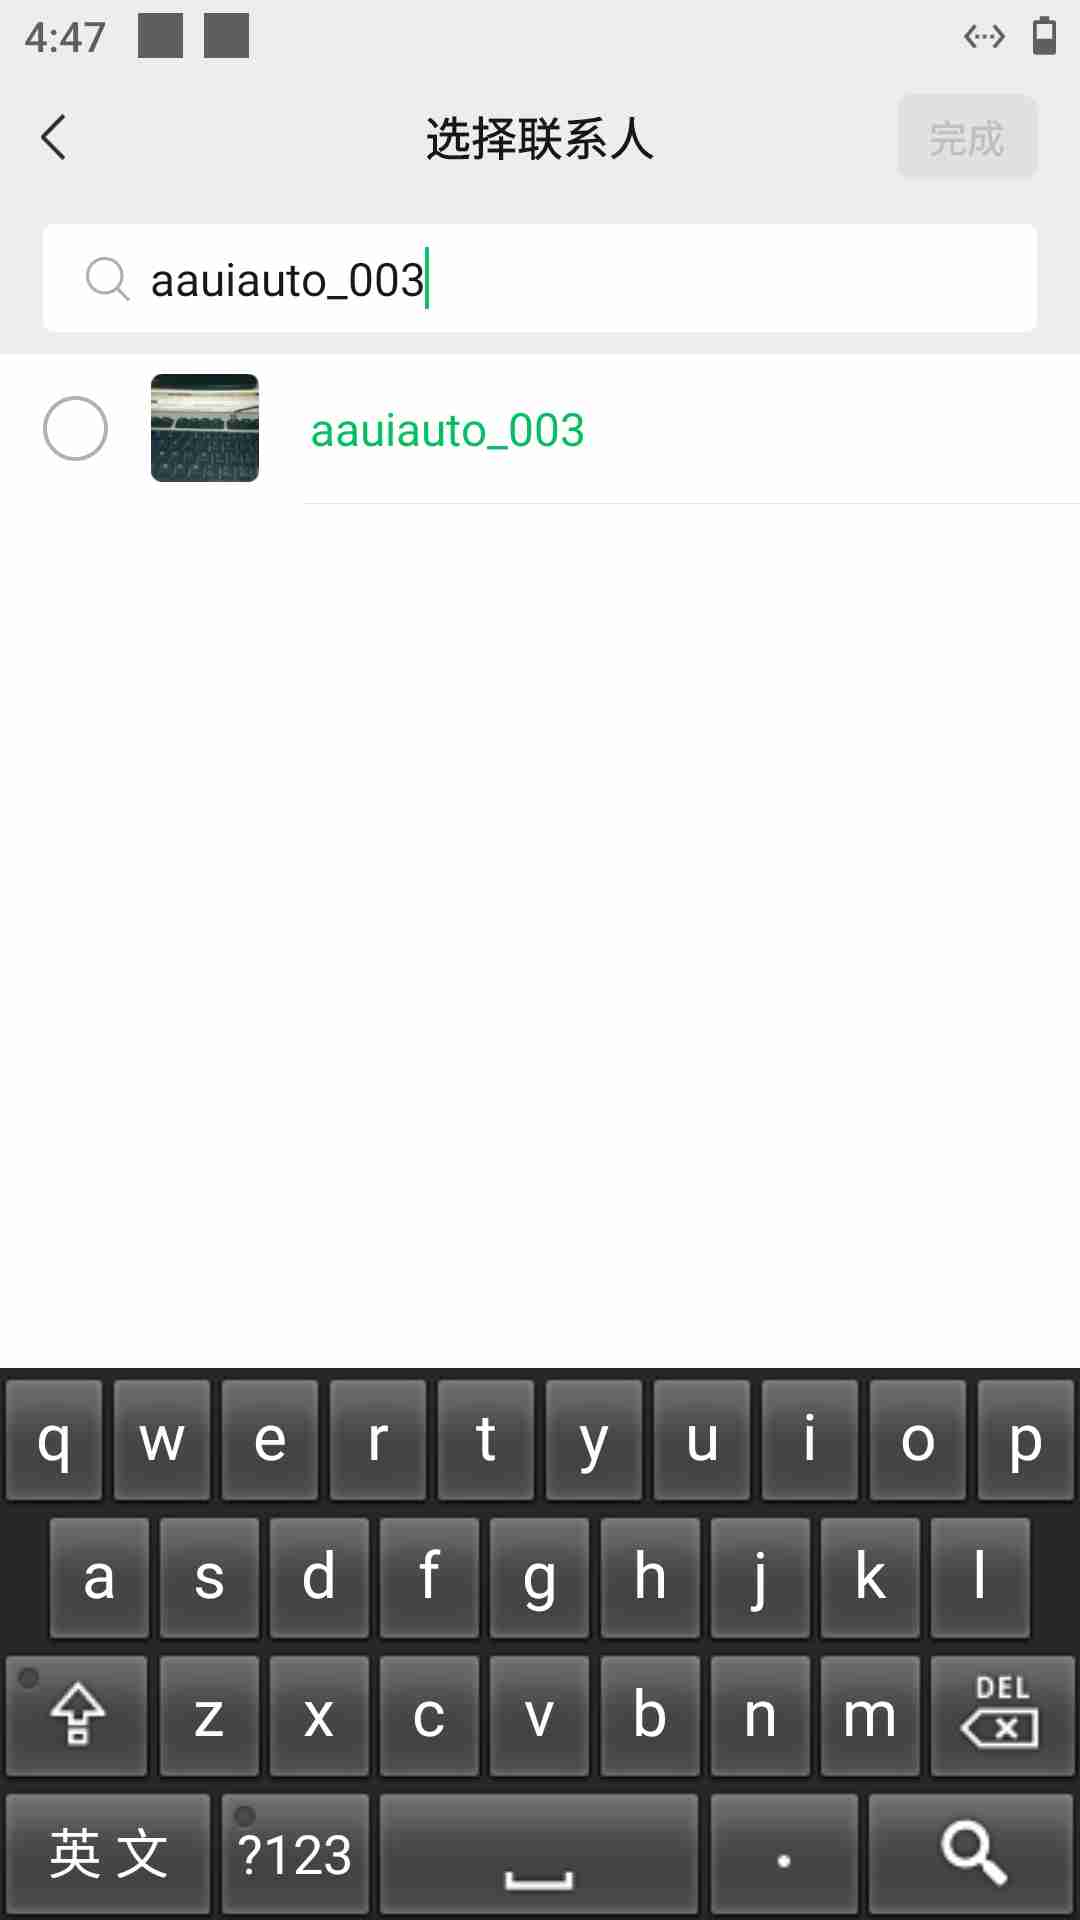 4:47
选择联系人
完成
aauiauto_003
aauiauto_003
q w e r t y u i o p
a s d f g h j k l
z x c v b n m DEL
英文 ?123 .